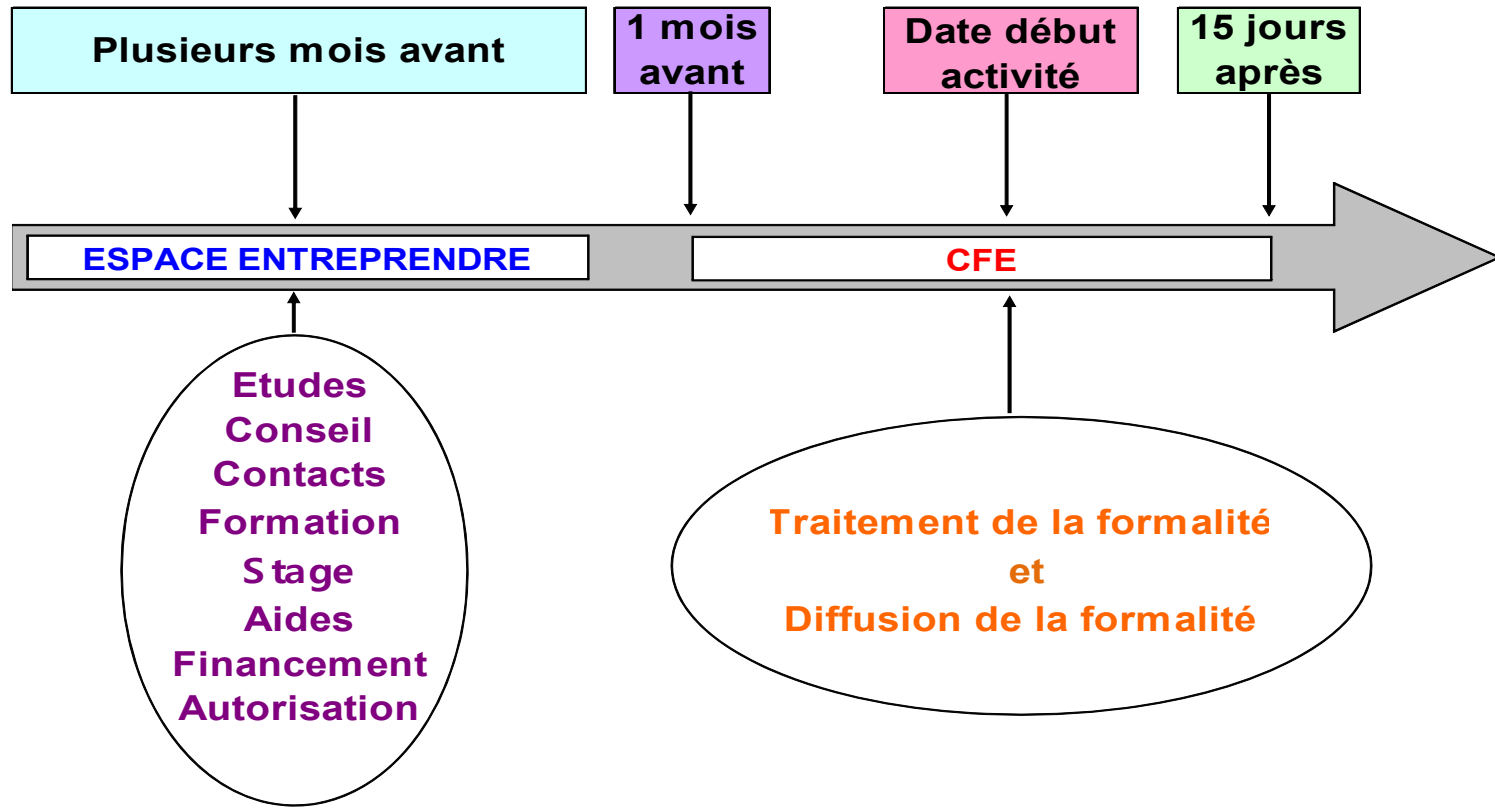 Plusieurs mois avant
1 mois
avant
Date début
activité
15 jours
après
ESPACE ENTREPRENDRE
CFE
Etudes
Conseil
Contacts
Formation
Stage
Aides
Financement
Autorisation
Traitement de la formalité
et
Diffusion de la formalité